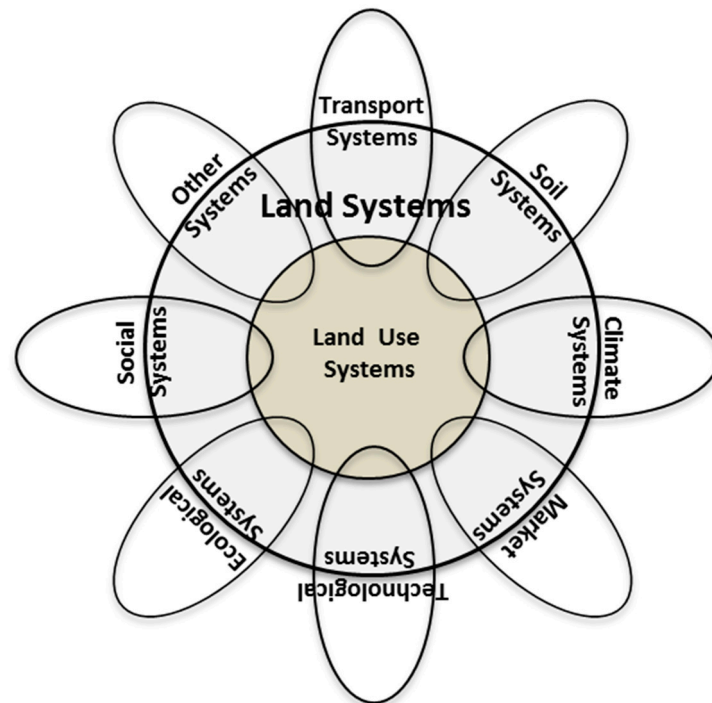 Transport
Systems
Soil
Systems
Climate
Systems
Market
Systems
Technological
Systems
Ecological
Systems
Social
Systems
Other
Systems
Land Systems
Land Use
Systems